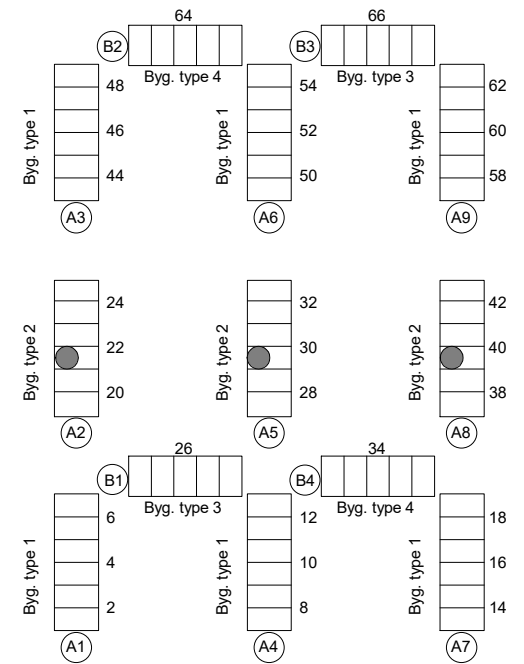 64
66
B2
B3
Byg. type 4
Byg. type 3
Byg. type 1
48
46
44
A3
Byg. type 1
54
52
50
A6
Byg. type 1
62
60
58
A9
Byg. type 2
24
22
20
A2
Byg. type 2
32
30
28
A5
Byg. type 2
42
40
38
A8
26
34
B1
B4
Byg. type 3
Byg. type 4
Byg. type 1
6
4
2
A1
Byg. type 1
12
10
8
A4
Byg. type 1
18
16
14
A7